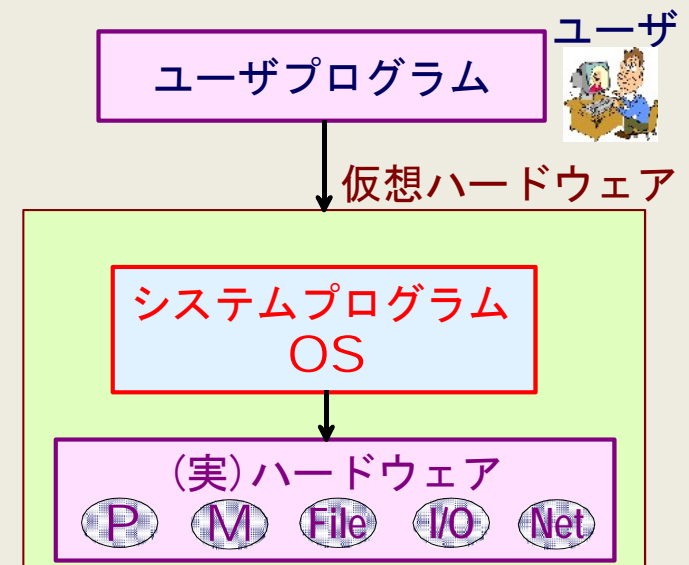 ユーザ
ユーザプログラム
仮想ハードウェア
システムプログラム
OS
(実)ハードウェア
P M File I/O Net